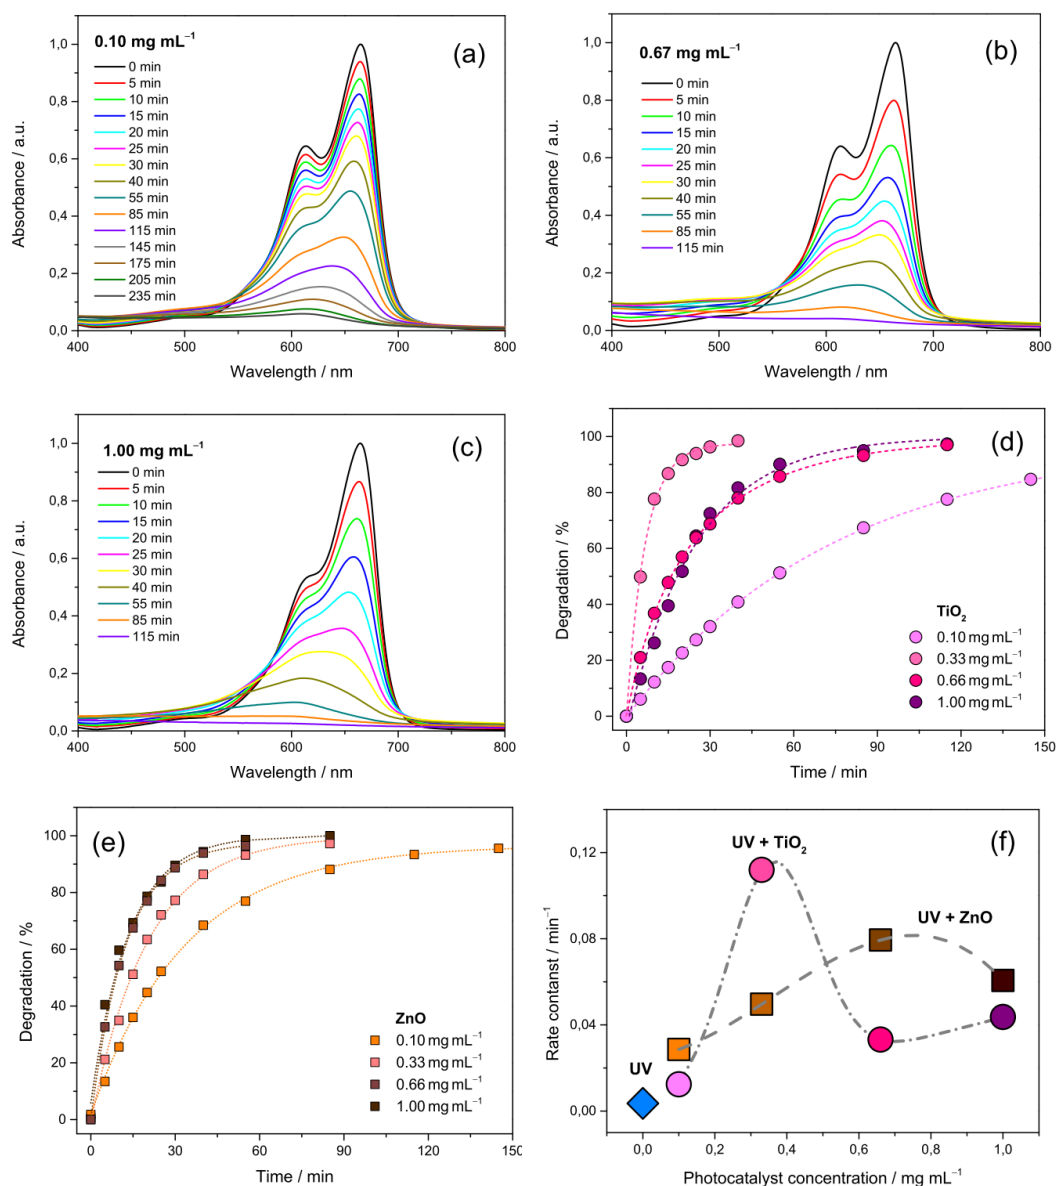 (a)
0.10 mg mL⁻¹
0 min
5 min
10 min
15 min
20 min
25 min
30 min
40 min
55 min
85 min
115 min
145 min
175 min
205 min
235 min
Absorbance / a.u.
1,0
0,8
0,6
0,4
0,2
0,0
400 500 600 700 800
Wavelength / nm
(b)
0.67 mg mL⁻¹
0 min
5 min
10 min
15 min
20 min
25 min
30 min
40 min
55 min
85 min
115 min
Absorbance / a.u.
1,0
0,8
0,6
0,4
0,2
0,0
400 500 600 700 800
Wavelength / nm
(c)
1.00 mg mL⁻¹
0 min
5 min
10 min
15 min
20 min
25 min
30 min
40 min
55 min
85 min
115 min
Absorbance / a.u.
1,0
0,8
0,6
0,4
0,2
0,0
400 500 600 700 800
Wavelength / nm
(d)
Degradation / %
100
80
60
40
20
0
TiO₂
0.10 mg mL⁻¹
0.33 mg mL⁻¹
0.66 mg mL⁻¹
1.00 mg mL⁻¹
0 30 60 90 120 150
Time / min
(e)
Degradation / %
100
80
60
40
20
0
ZnO
0.10 mg mL⁻¹
0.33 mg mL⁻¹
0.66 mg mL⁻¹
1.00 mg mL⁻¹
0 30 60 90 120 150
Time / min
(f)
UV + TiO₂
UV + ZnO
UV
Rate contanst / min⁻¹
0,12
0,08
0,04
0,00
0,0 0,2 0,4 0,6 0,8 1,0
Photocatalyst concentration / mg mL⁻¹